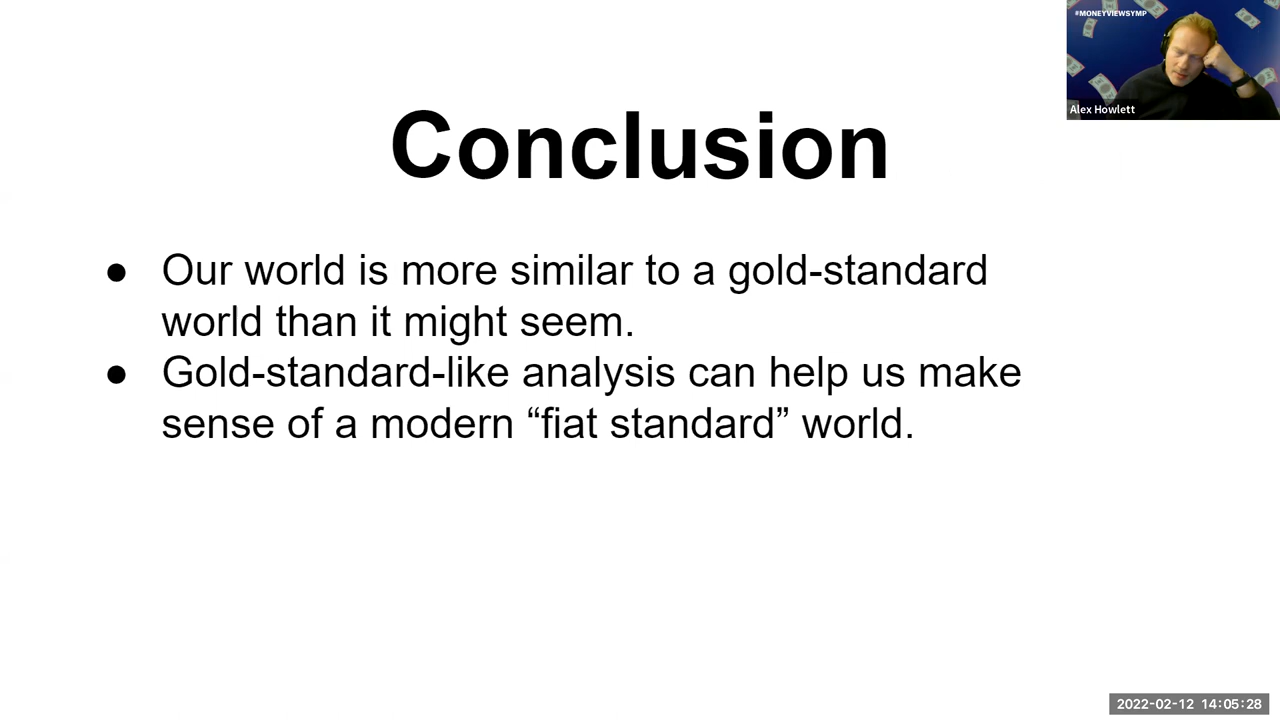 #MONEYVIEWSYMP
Alex Howlett
Conclusion
● Our world is more similar to a gold-standard
world than it might seem.
● Gold-standard-like analysis can help us make
sense of a modern “fiat standard” world.
2022-02-12 14:05:28